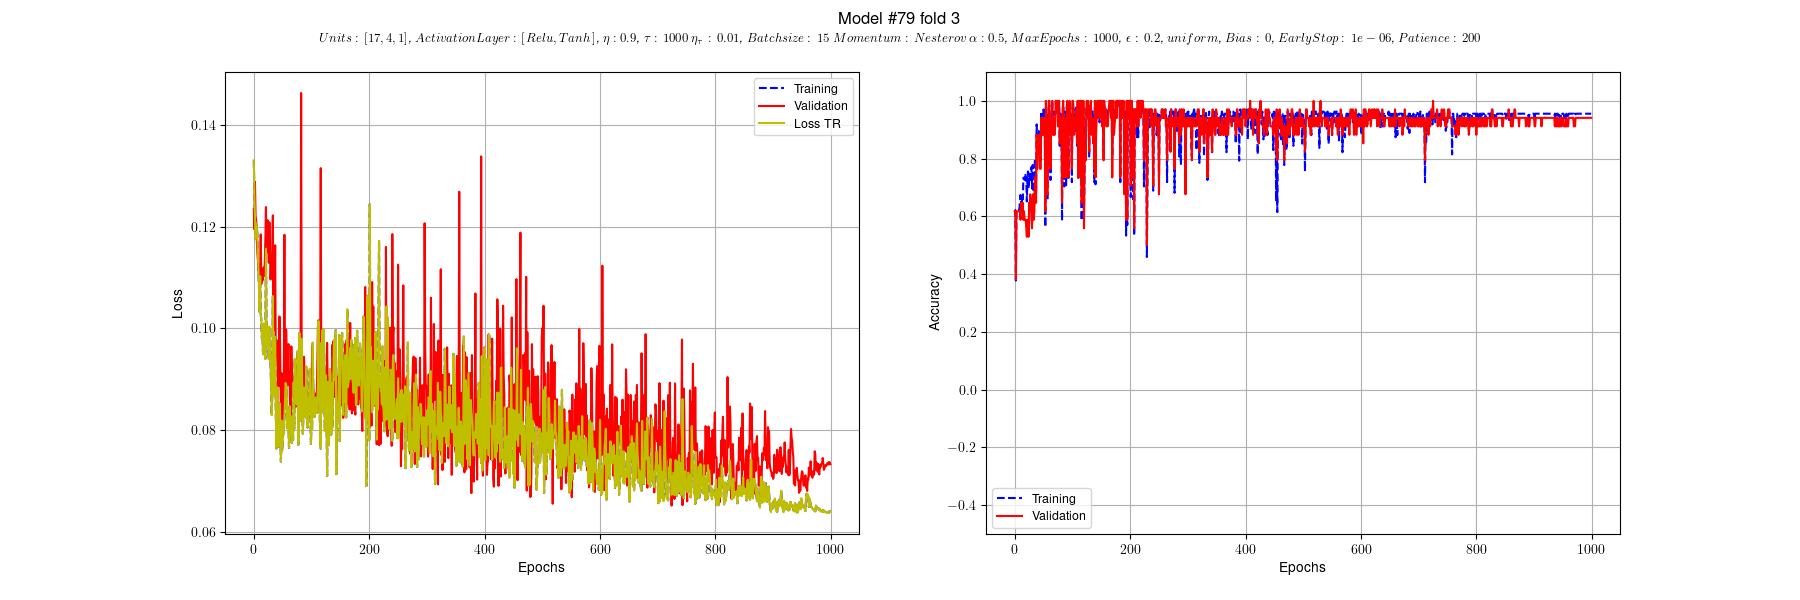 Model #79 fold 3
Units : [17, 4, 1], ActivationLayer : [Relu, Tanh], η : 0.9, τ : 1000 η_τ : 0.01, Batchsize : 15 Momentum : Nesterov α : 0.5, MaxEpochs : 1000, ϵ : 0.2, uniform, Bias : 0, EarlyStop : 1e − 06, Patience : 200
Training
Validation
Loss TR
0.14
0.12
0.10
0.08
0.06
Loss
0
200
400
600
800
1000
Epochs
1.0
0.8
0.6
0.4
0.2
0.0
−0.2
−0.4
Accuracy
Training
Validation
0
200
400
600
800
1000
Epochs